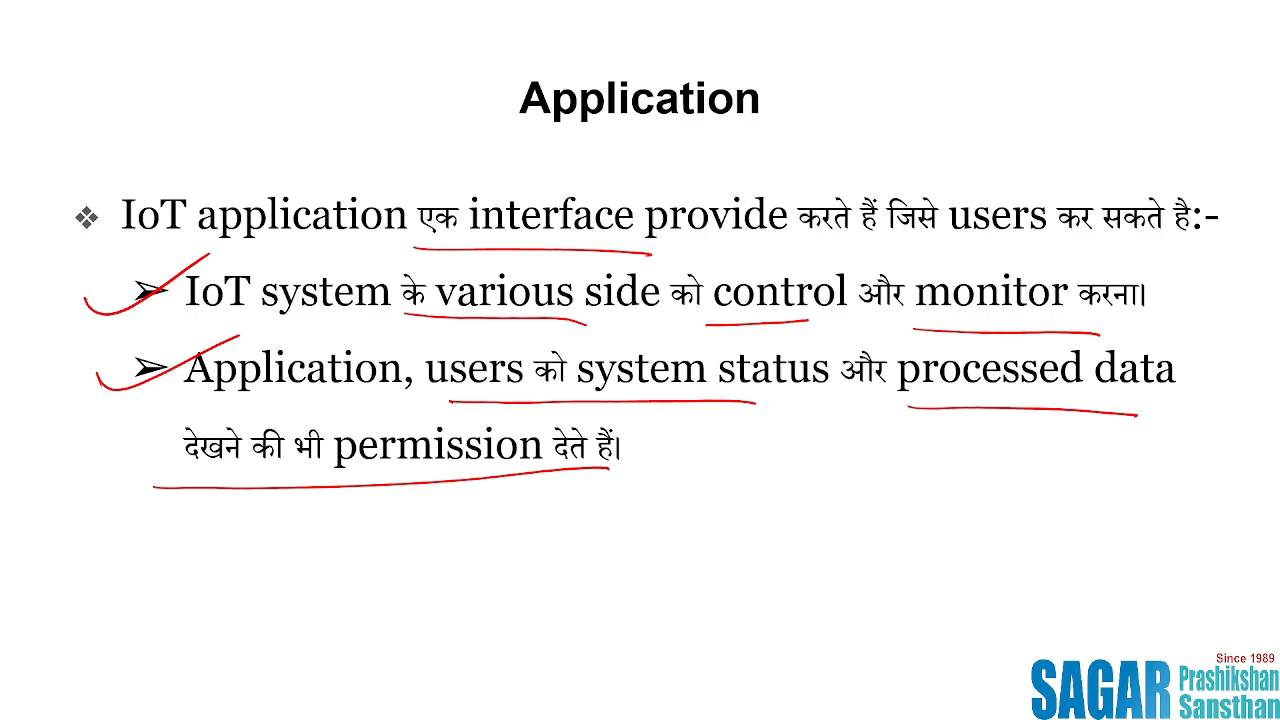 Application
❖ IoT application एक interface provide करते हैं जिसे users कर सकते है:-
➢ IoT system के various side को control और monitor करना।
➢ Application, users को system status और processed data
देखने की भी permission देते हैं।
Since 1989
SAGAR Prashikshan
Sansthan